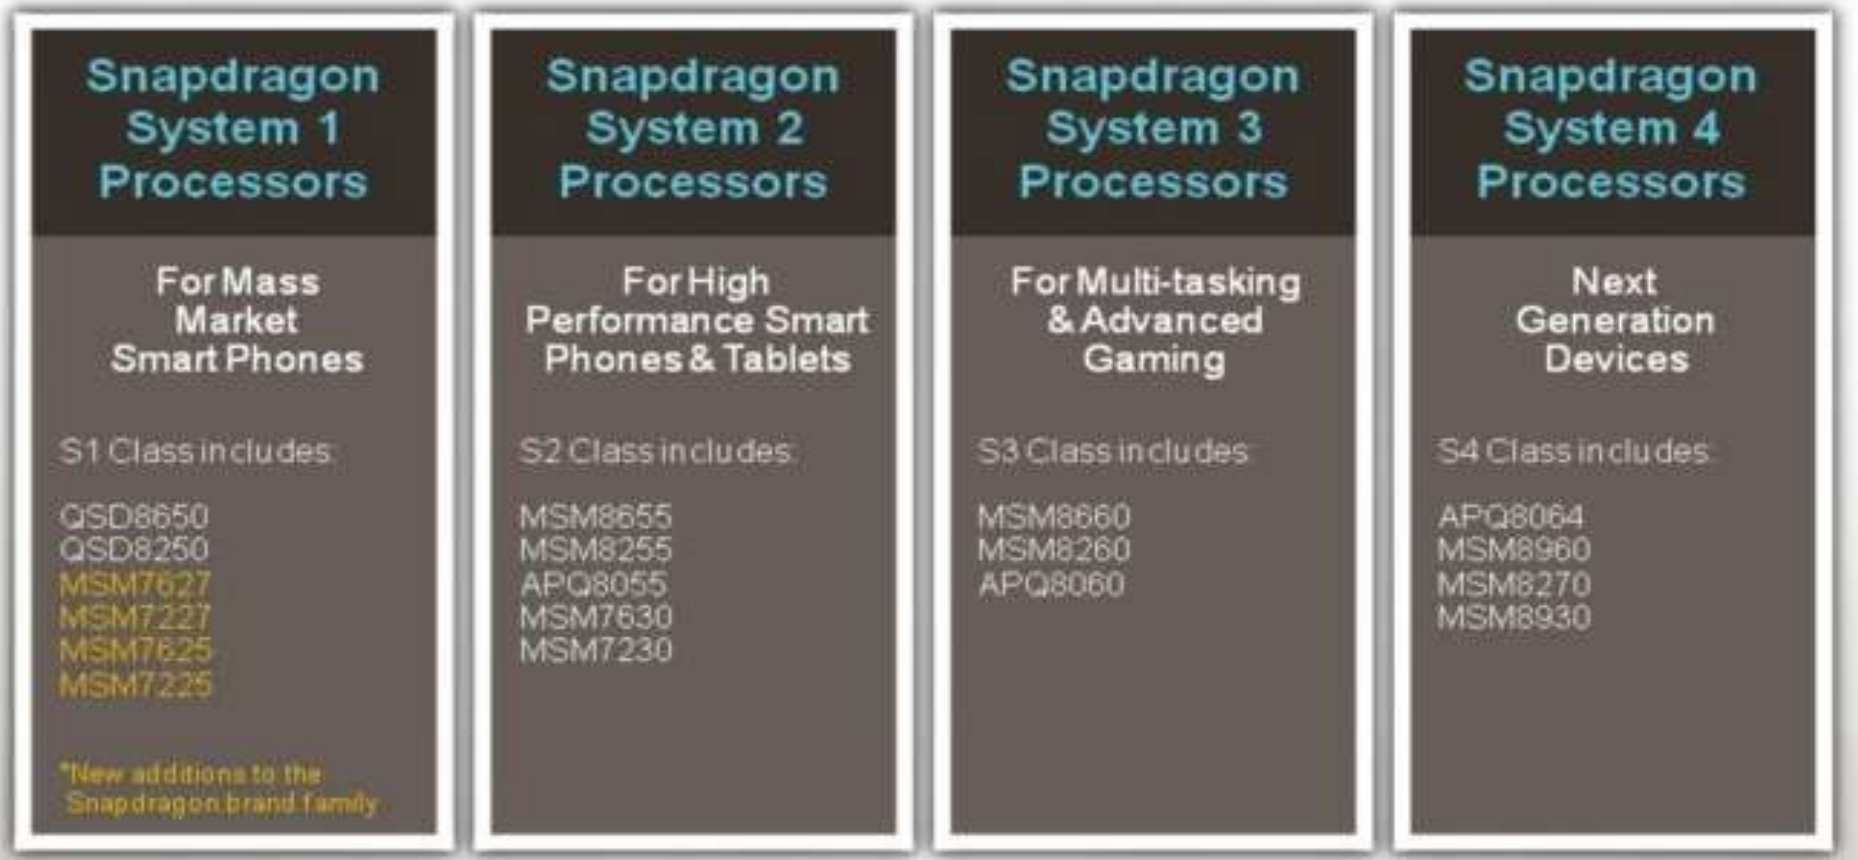 Snapdragon
System 1
Processors
For Mass
Market
Smart Phones
S1 Class includes:
QSD8650
QSD8250
MSM7627
MSM7227
MSM7625
MSM7225
*New additions to the
Snapdragon brand family
Snapdragon
System 2
Processors
For High
Performance Smart
Phones & Tablets
S2 Class includes:
MSM8655
MSM8255
APQ8055
MSM7630
MSM7230
Snapdragon
System 3
Processors
For Multi-tasking
& Advanced
Gaming
S3 Class includes:
MSM8660
MSM8260
APQ8060
Snapdragon
System 4
Processors
Next
Generation
Devices
S4 Class includes:
APQ8064
MSM8960
MSM8270
MSM8930